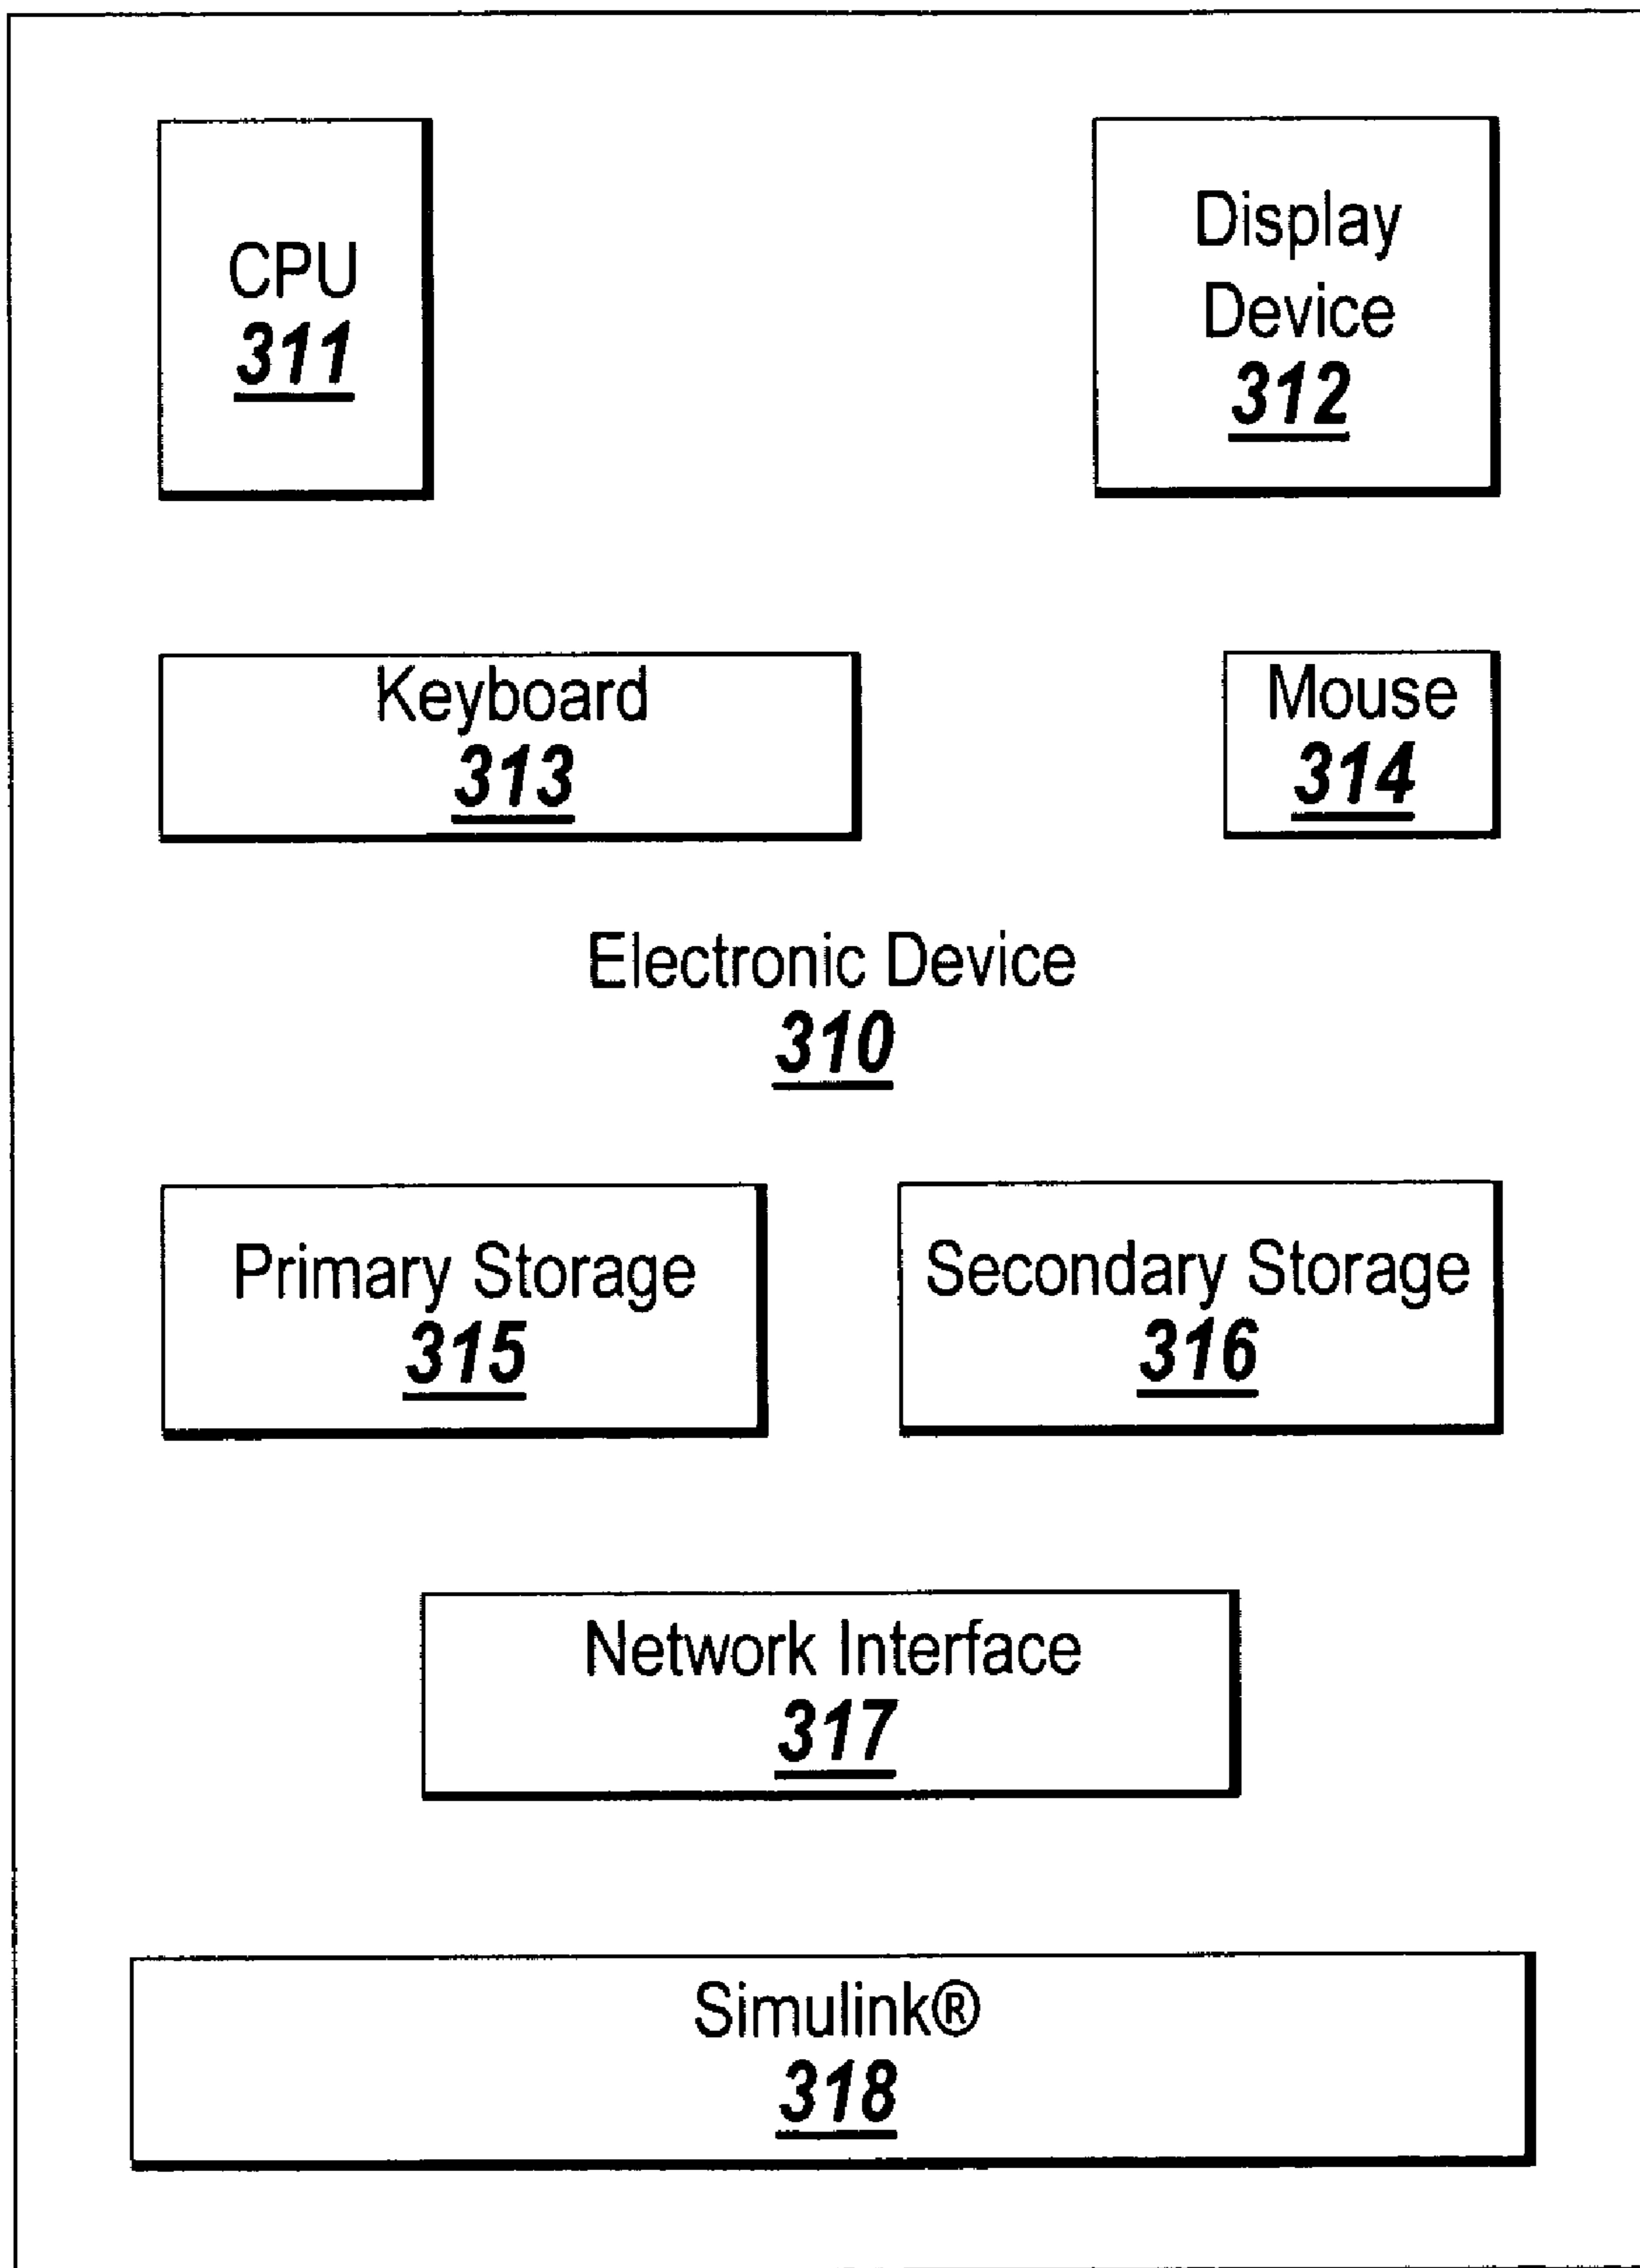 CPU
311
Display
Device
312
Keyboard
313
Mouse
314
Electronic Device
310
Primary Storage
315
Secondary Storage
316
Network Interface
317
Simulink®
318